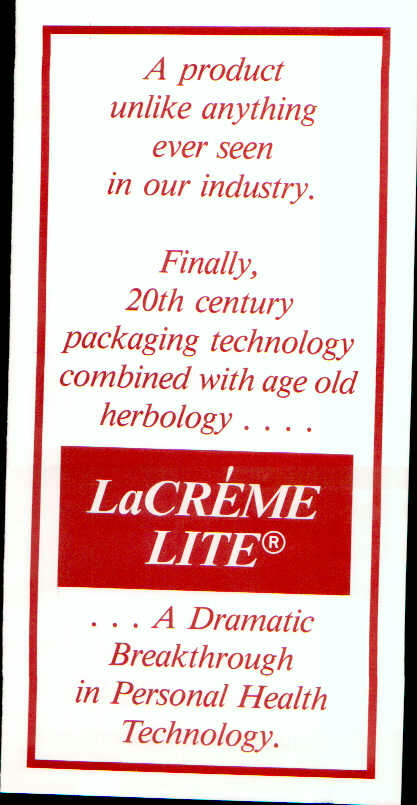 A product
unlike anything
ever seen
in our industry.
Finally,
20th century
packaging technology
combined with age old
herbology . . . .
LaCRÉME
LITE®
. . . A Dramatic
Breakthrough
in Personal Health
Technology.